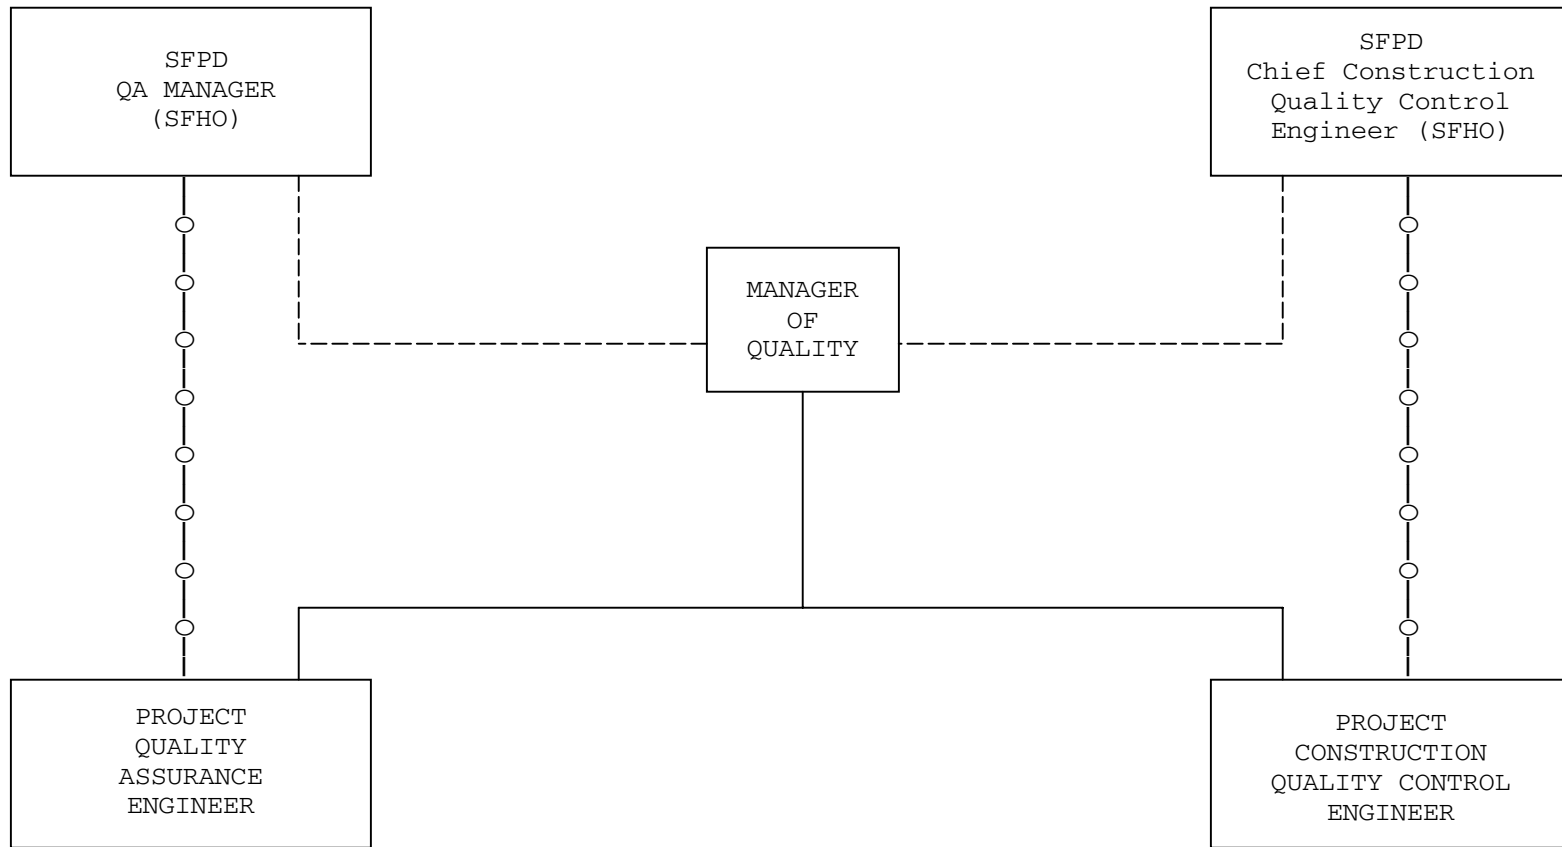 SFPD
QA MANAGER
(SFHO)
SFPD
Chief Construction
Quality Control
Engineer (SFHO)
MANAGER
OF
QUALITY
PROJECT
QUALITY
ASSURANCE
ENGINEER
PROJECT
CONSTRUCTION
QUALITY CONTROL
ENGINEER